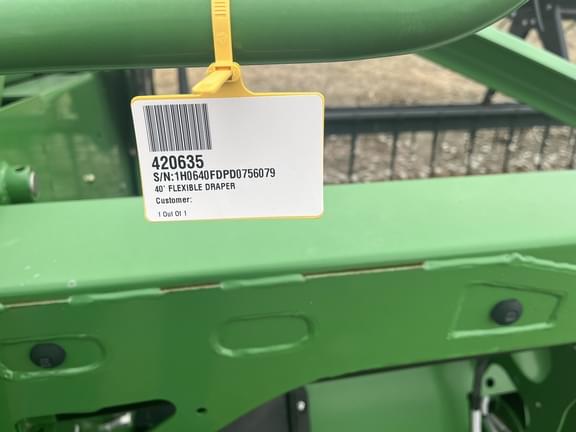 420635
S/N:1H0640FDPD0756079
40' FLEXIBLE DRAPER
Customer:
1 Out Of 1